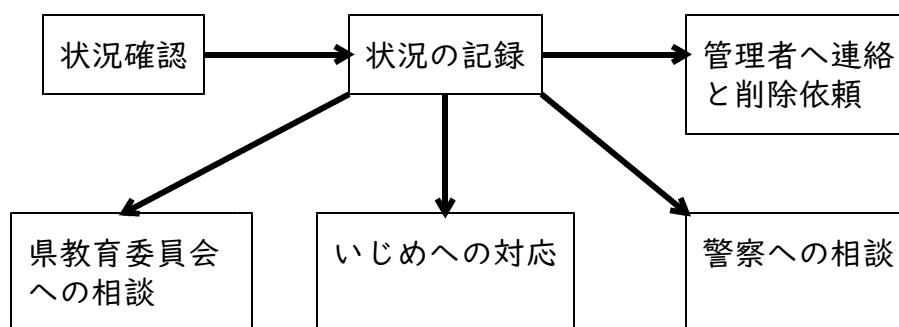 状況確認
状況の記録
管理者へ連絡
と削除依頼
県教育委員会
への相談
いじめへの対応
警察への相談